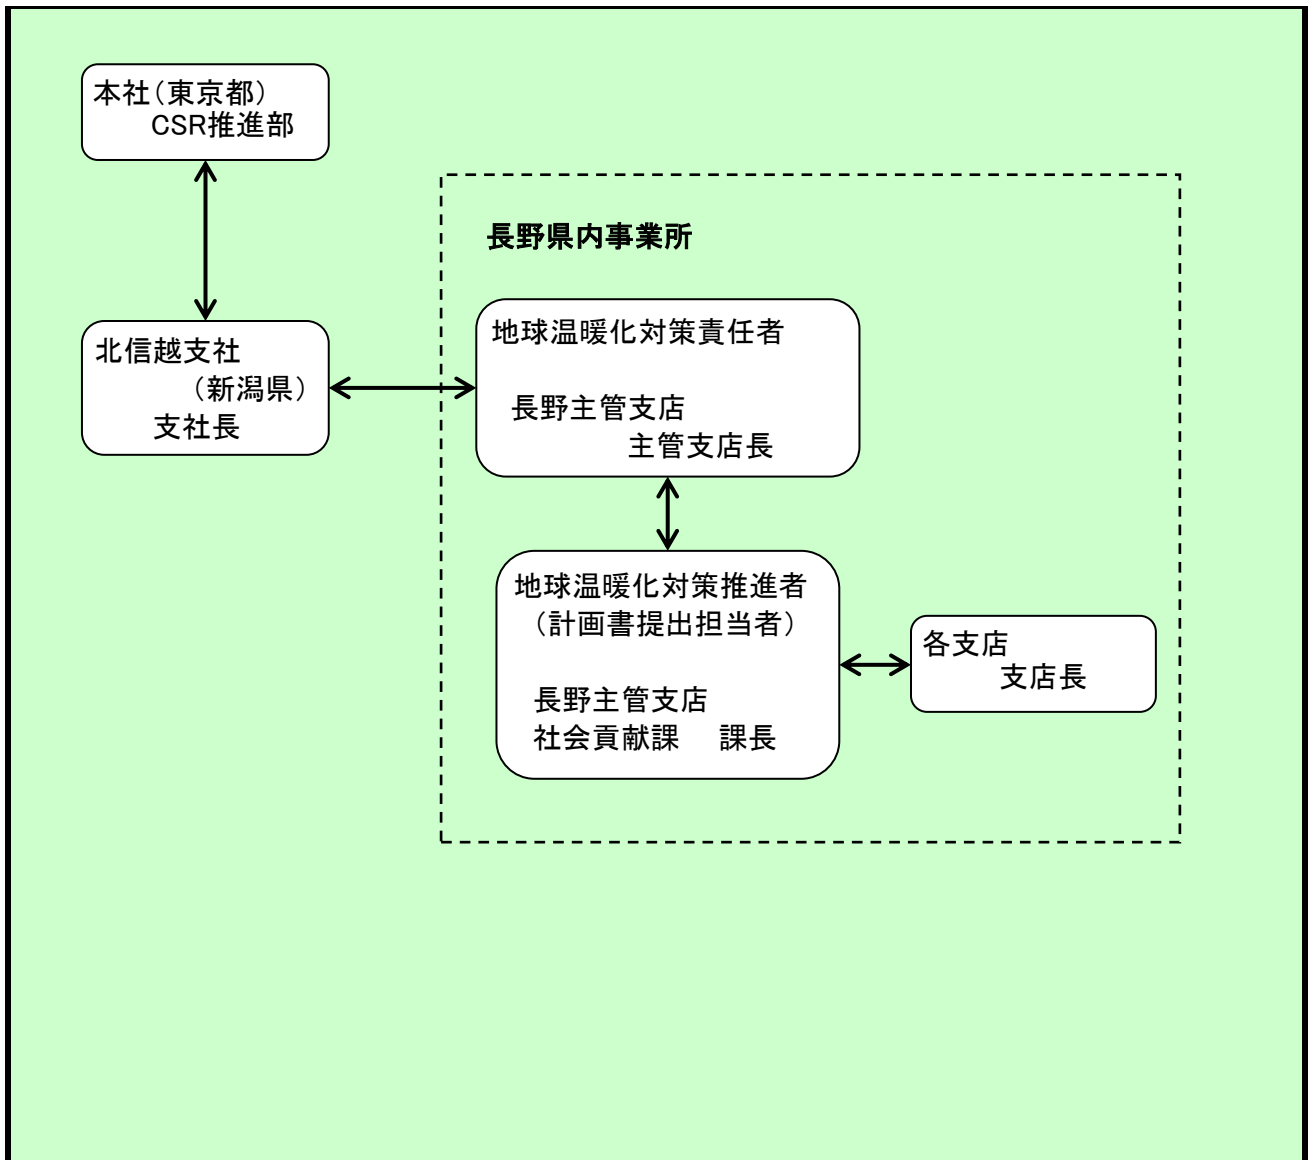 本社（東京都）
CSR推進部
北信越支社
（新潟県）
支社長
長野県内事業所
地球温暖化対策責任者
長野主管支店
主管支店長
地球温暖化対策推進者
（計画書提出担当者）
長野主管支店
社会貢献課　課長
各支店
支店長